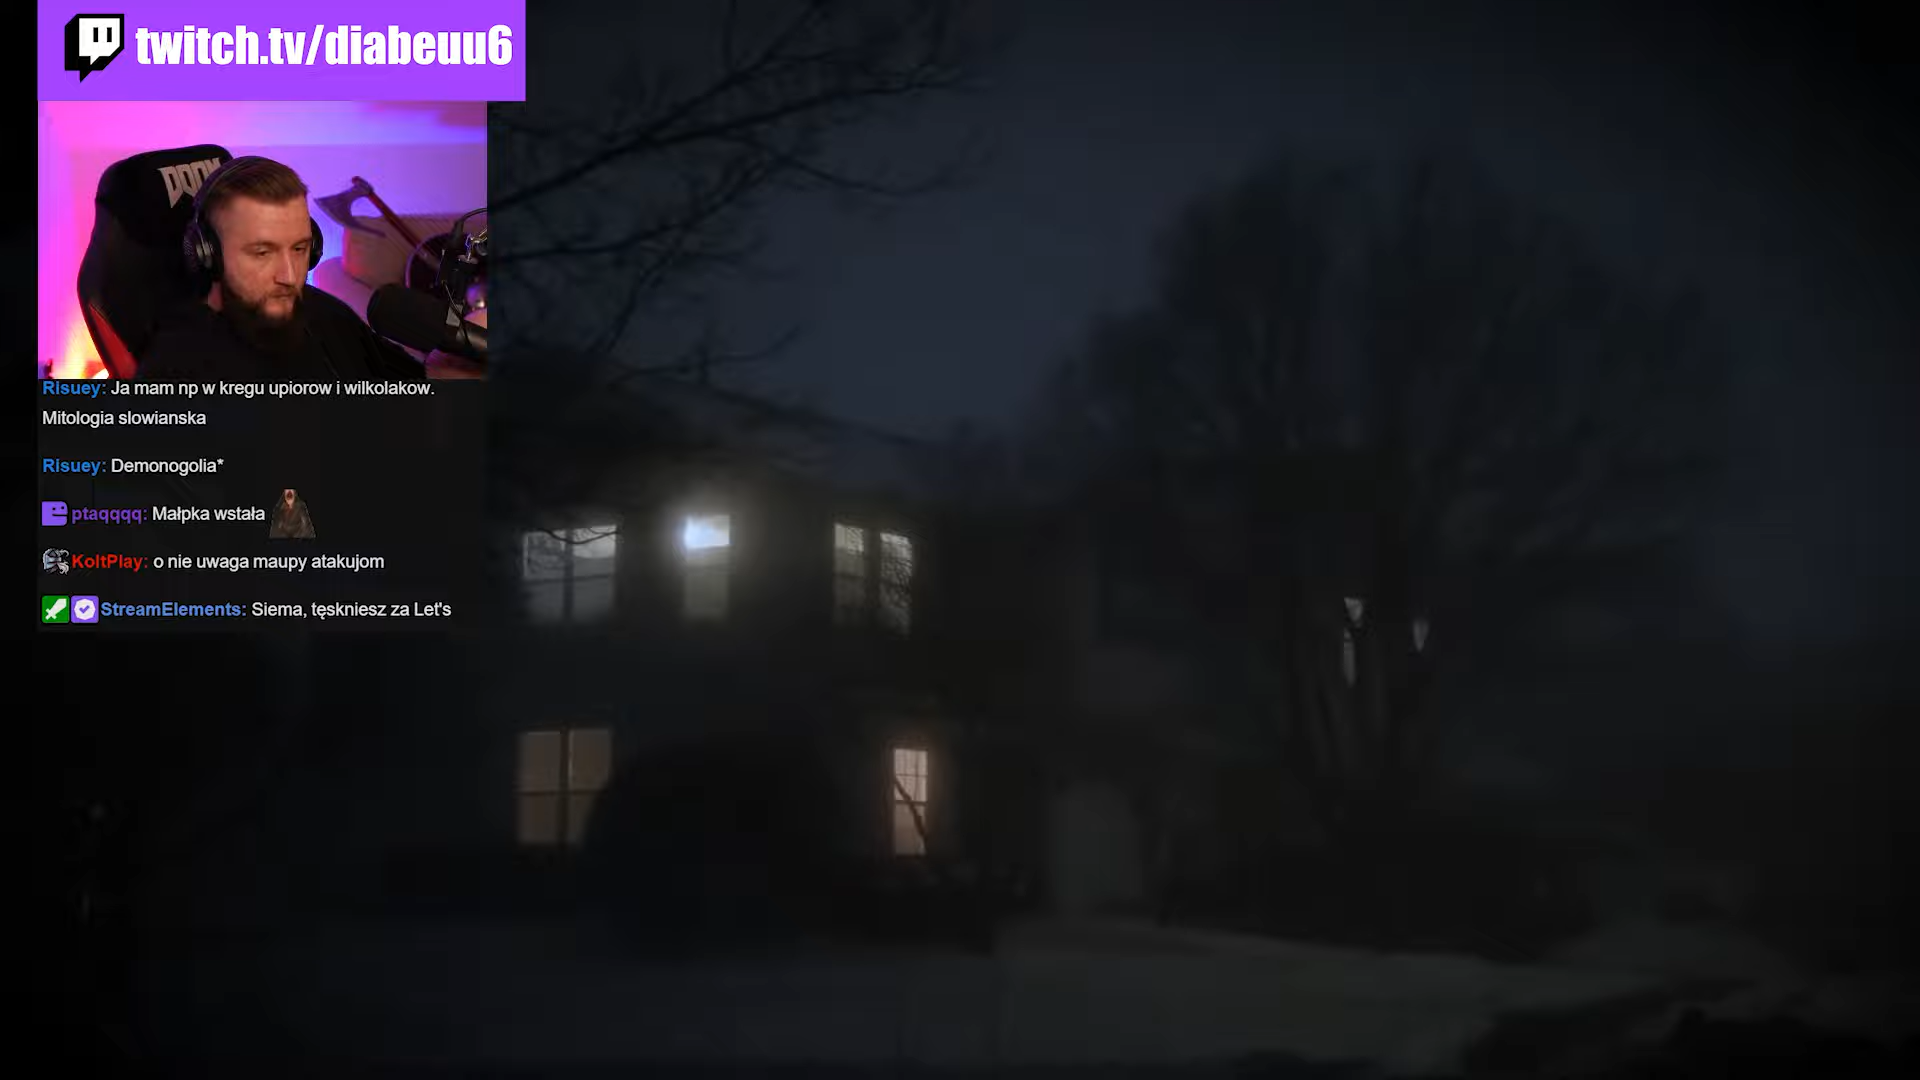 twitch.tv/diabeuu6
DOOM
Risuey: Ja mam np w kregu upiorow i wilkolakow.
Mitologia slowianska
Risuey: Demonogolia*
ptaqqqq: Małpka wstała
KoltPlay: o nie uwaga maupy atakujom
StreamElements: Siema, tęskniesz za Let's